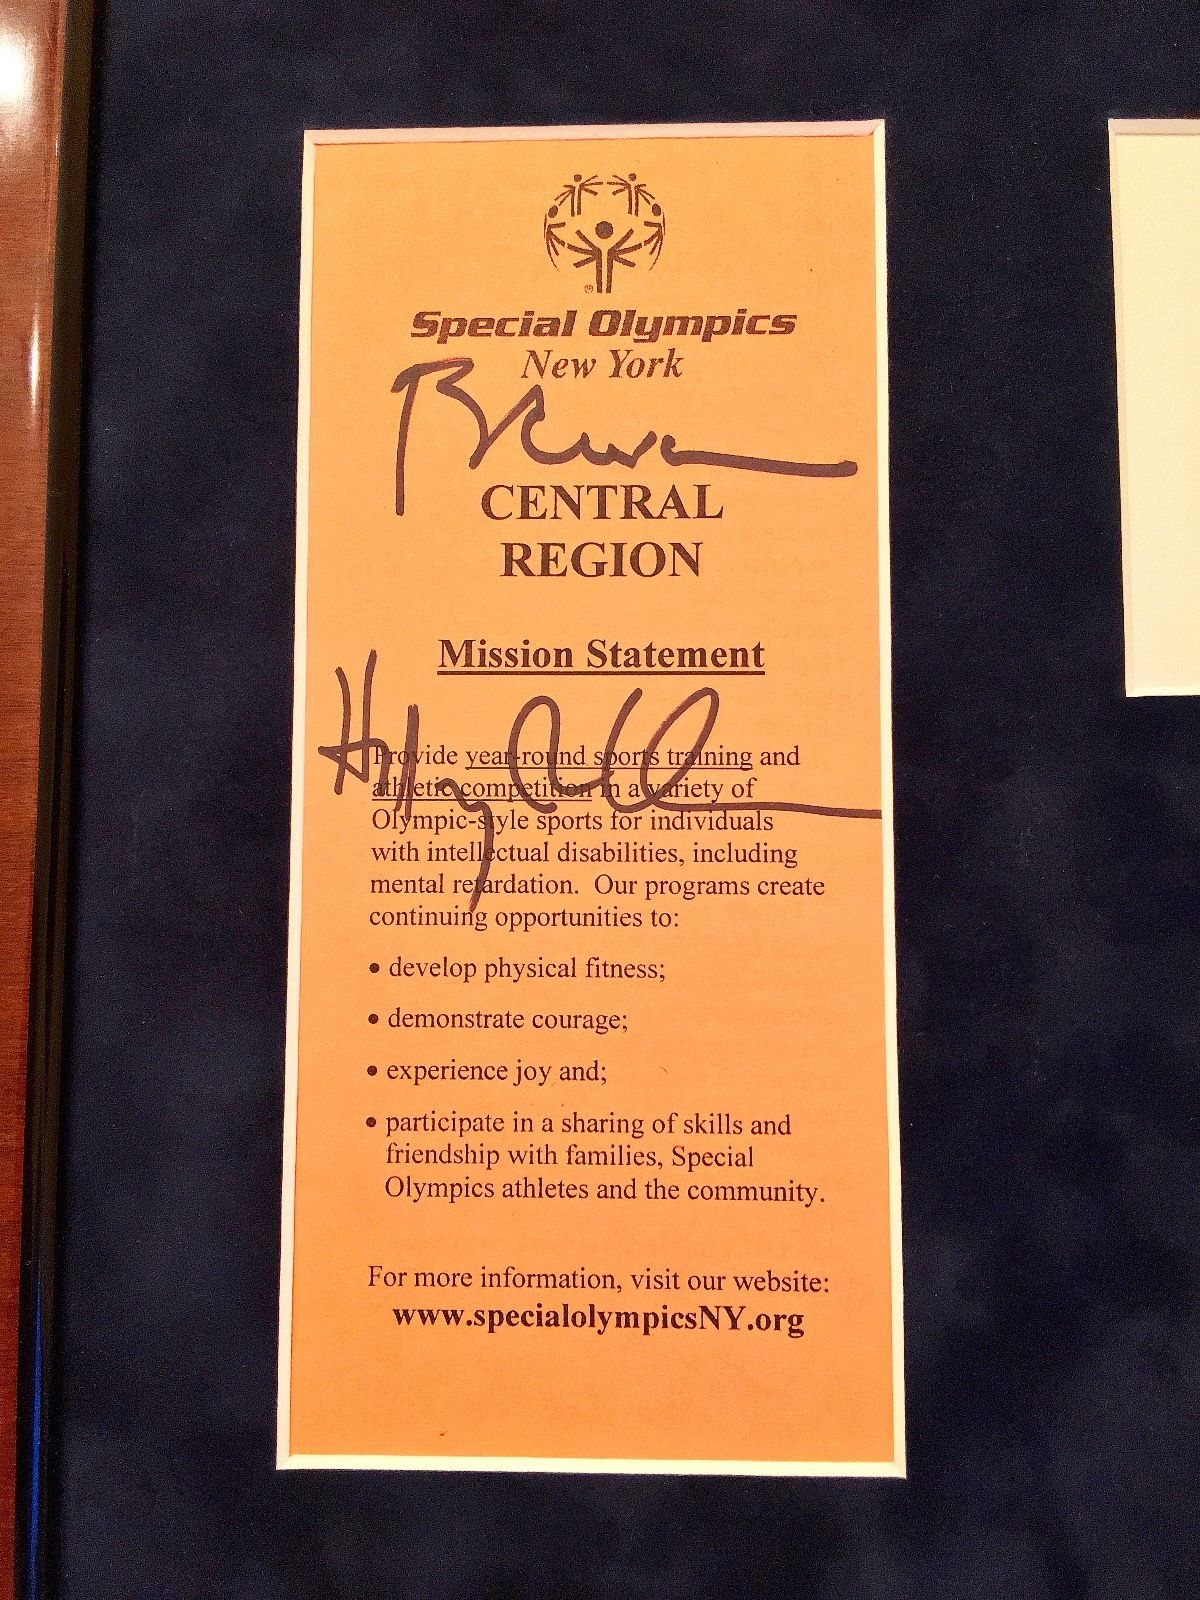 Special Olympics
New York
CENTRAL
REGION
Mission Statement
Provide year-round sports training and
athletic competition in a variety of
Olympic-style sports for individuals
with intellectual disabilities, including
mental retardation. Our programs create
continuing opportunities to:
• develop physical fitness;
• demonstrate courage;
• experience joy and;
• participate in a sharing of skills and
friendship with families, Special
Olympics athletes and the community.
For more information, visit our website:
www.specialolympicsNY.org